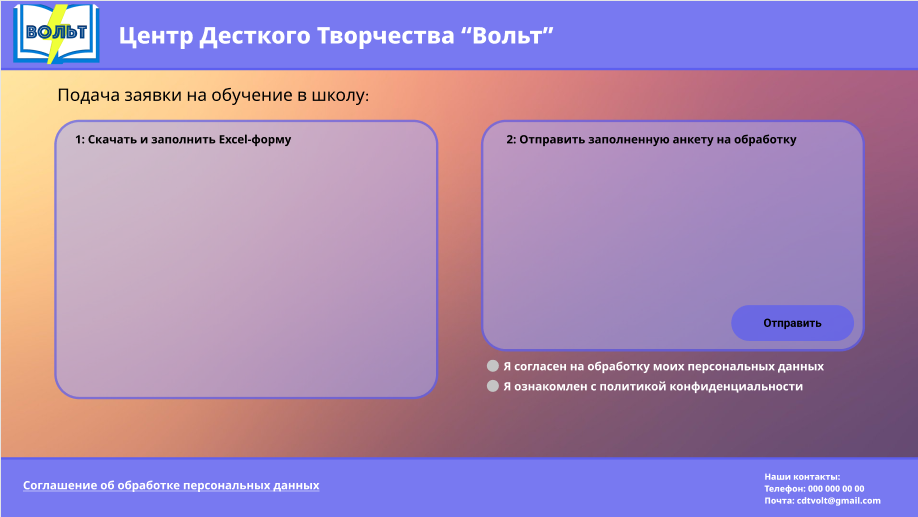 ВОЛЬТ
Центр Десткого Творчества “Вольт”
Подача заявки на обучение в школу:
1: Скачать и заполнить Excel-форму
2: Отправить заполненную анкету на обработку
Отправить
Я согласен на обработку моих персональных данных
Я ознакомлен с политикой конфиденциальности
Соглашение об обработке персональных данных
Наши контакты:
Телефон: 000 000 00 00
Почта: cdtvolt@gmail.com